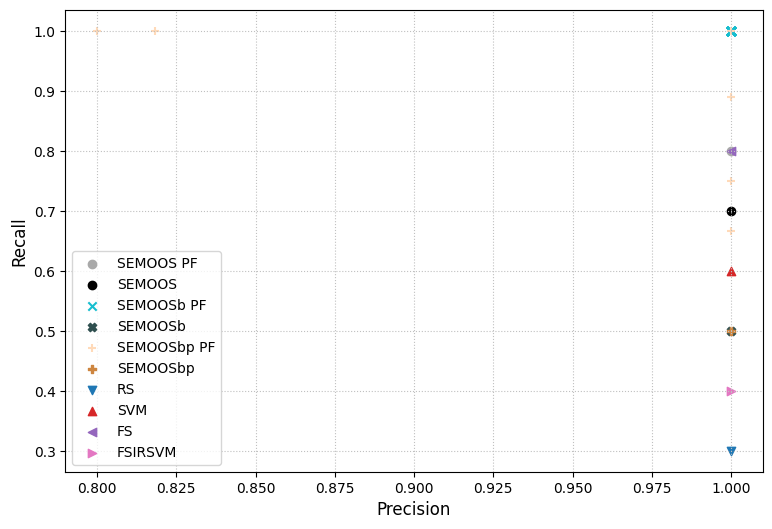 1.0
0.9
0.8
0.7
0.6
0.5
0.4
0.3
Recall
SEMOOS PF
SEMOOS
SEMOOSb PF
SEMOOSb
SEMOOSbp PF
SEMOOSbp
RS
SVM
FS
FSIRSVM
0.800 0.825 0.850 0.875 0.900 0.925 0.950 0.975 1.000
Precision